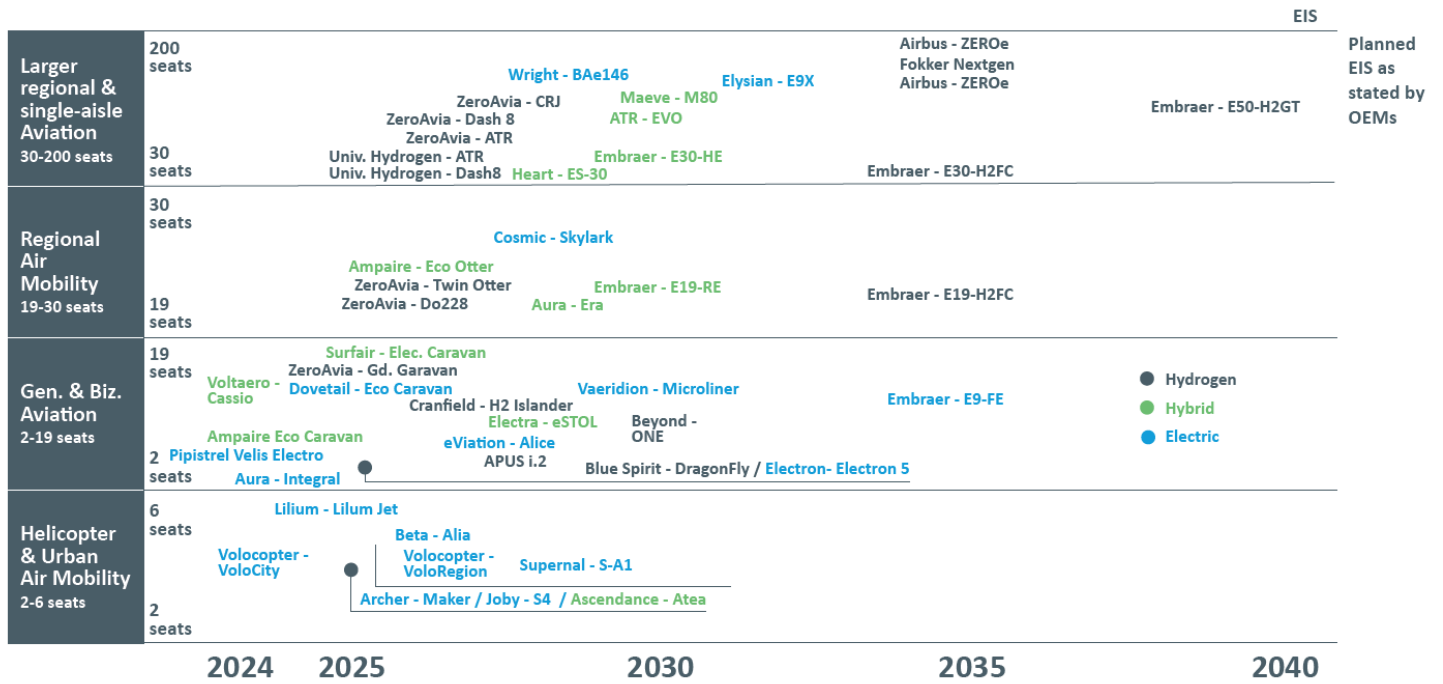 EIS
Planned
EIS as
stated by
OEMs
Larger
regional &
single-aisle
Aviation
30-200 seats
200
seats
30
seats
Airbus - ZEROe
Fokker Nextgen
Airbus - ZEROe
Wright - BAe146
Elysian - E9X
ZeroAvia - CRJ
Maeve - M80
Embraer - E50-H2GT
ZeroAvia - Dash 8
ATR - EVO
ZeroAvia - ATR
Univ. Hydrogen - ATR
Embraer - E30-HE
Univ. Hydrogen - Dash8
Heart - ES-30
Embraer - E30-H2FC
Regional
Air
Mobility
19-30 seats
30
seats
19
seats
Cosmic - Skylark
Ampaire - Eco Otter
ZeroAvia - Twin Otter
Embraer - E19-RE
Embraer - E19-H2FC
ZeroAvia - Do228
Aura - Era
Gen. & Biz.
Aviation
2-19 seats
19
seats
2
seats
Surfair - Elec. Caravan
ZeroAvia - Gd. Garavan
Voltaero -
Cassio
Dovetail - Eco Caravan
Vaeridion - Microliner
Embraer - E9-FE
Cranfield - H2 Islander
Electra - eSTOL
Beyond -
ONE
Ampaire Eco Caravan
eViation - Alice
Pipistrel Velis Electro
APUS i.2
Blue Spirit - DragonFly / Electron- Electron 5
Aura - Integral
Hydrogen
Hybrid
Electric
Helicopter
& Urban
Air Mobility
2-6 seats
6
seats
2
seats
Lilium - Lilum Jet
Beta - Alia
Volocopter -
VoloCity
Volocopter -
VoloRegion
Supernal - S-A1
Archer - Maker / Joby - S4 / Ascendance - Atea
2024
2025
2030
2035
2040